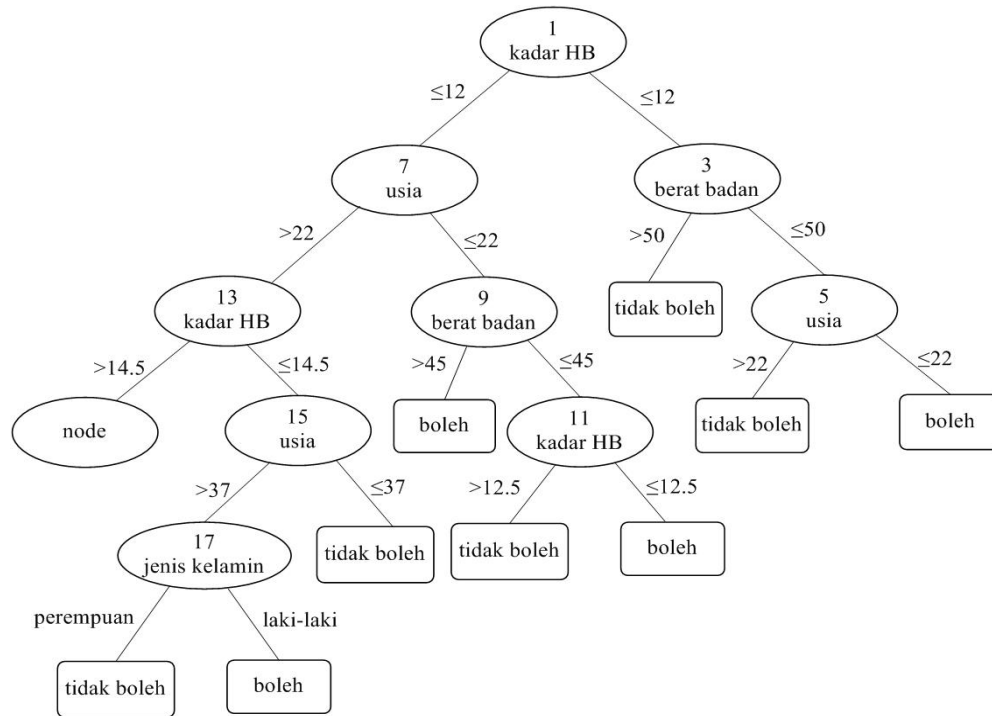 1
kadar HB
≤12
≤12
7
usia
3
berat badan
>22
≤22
>50
≤50
13
kadar HB
9
berat badan
tidak boleh
5
usia
>14.5
≤14.5
>45
≤45
>22
≤22
node
15
usia
boleh
11
kadar HB
tidak boleh
boleh
>37
≤37
>12.5
≤12.5
17
jenis kelamin
tidak boleh
tidak boleh
boleh
perempuan
laki-laki
tidak boleh
boleh